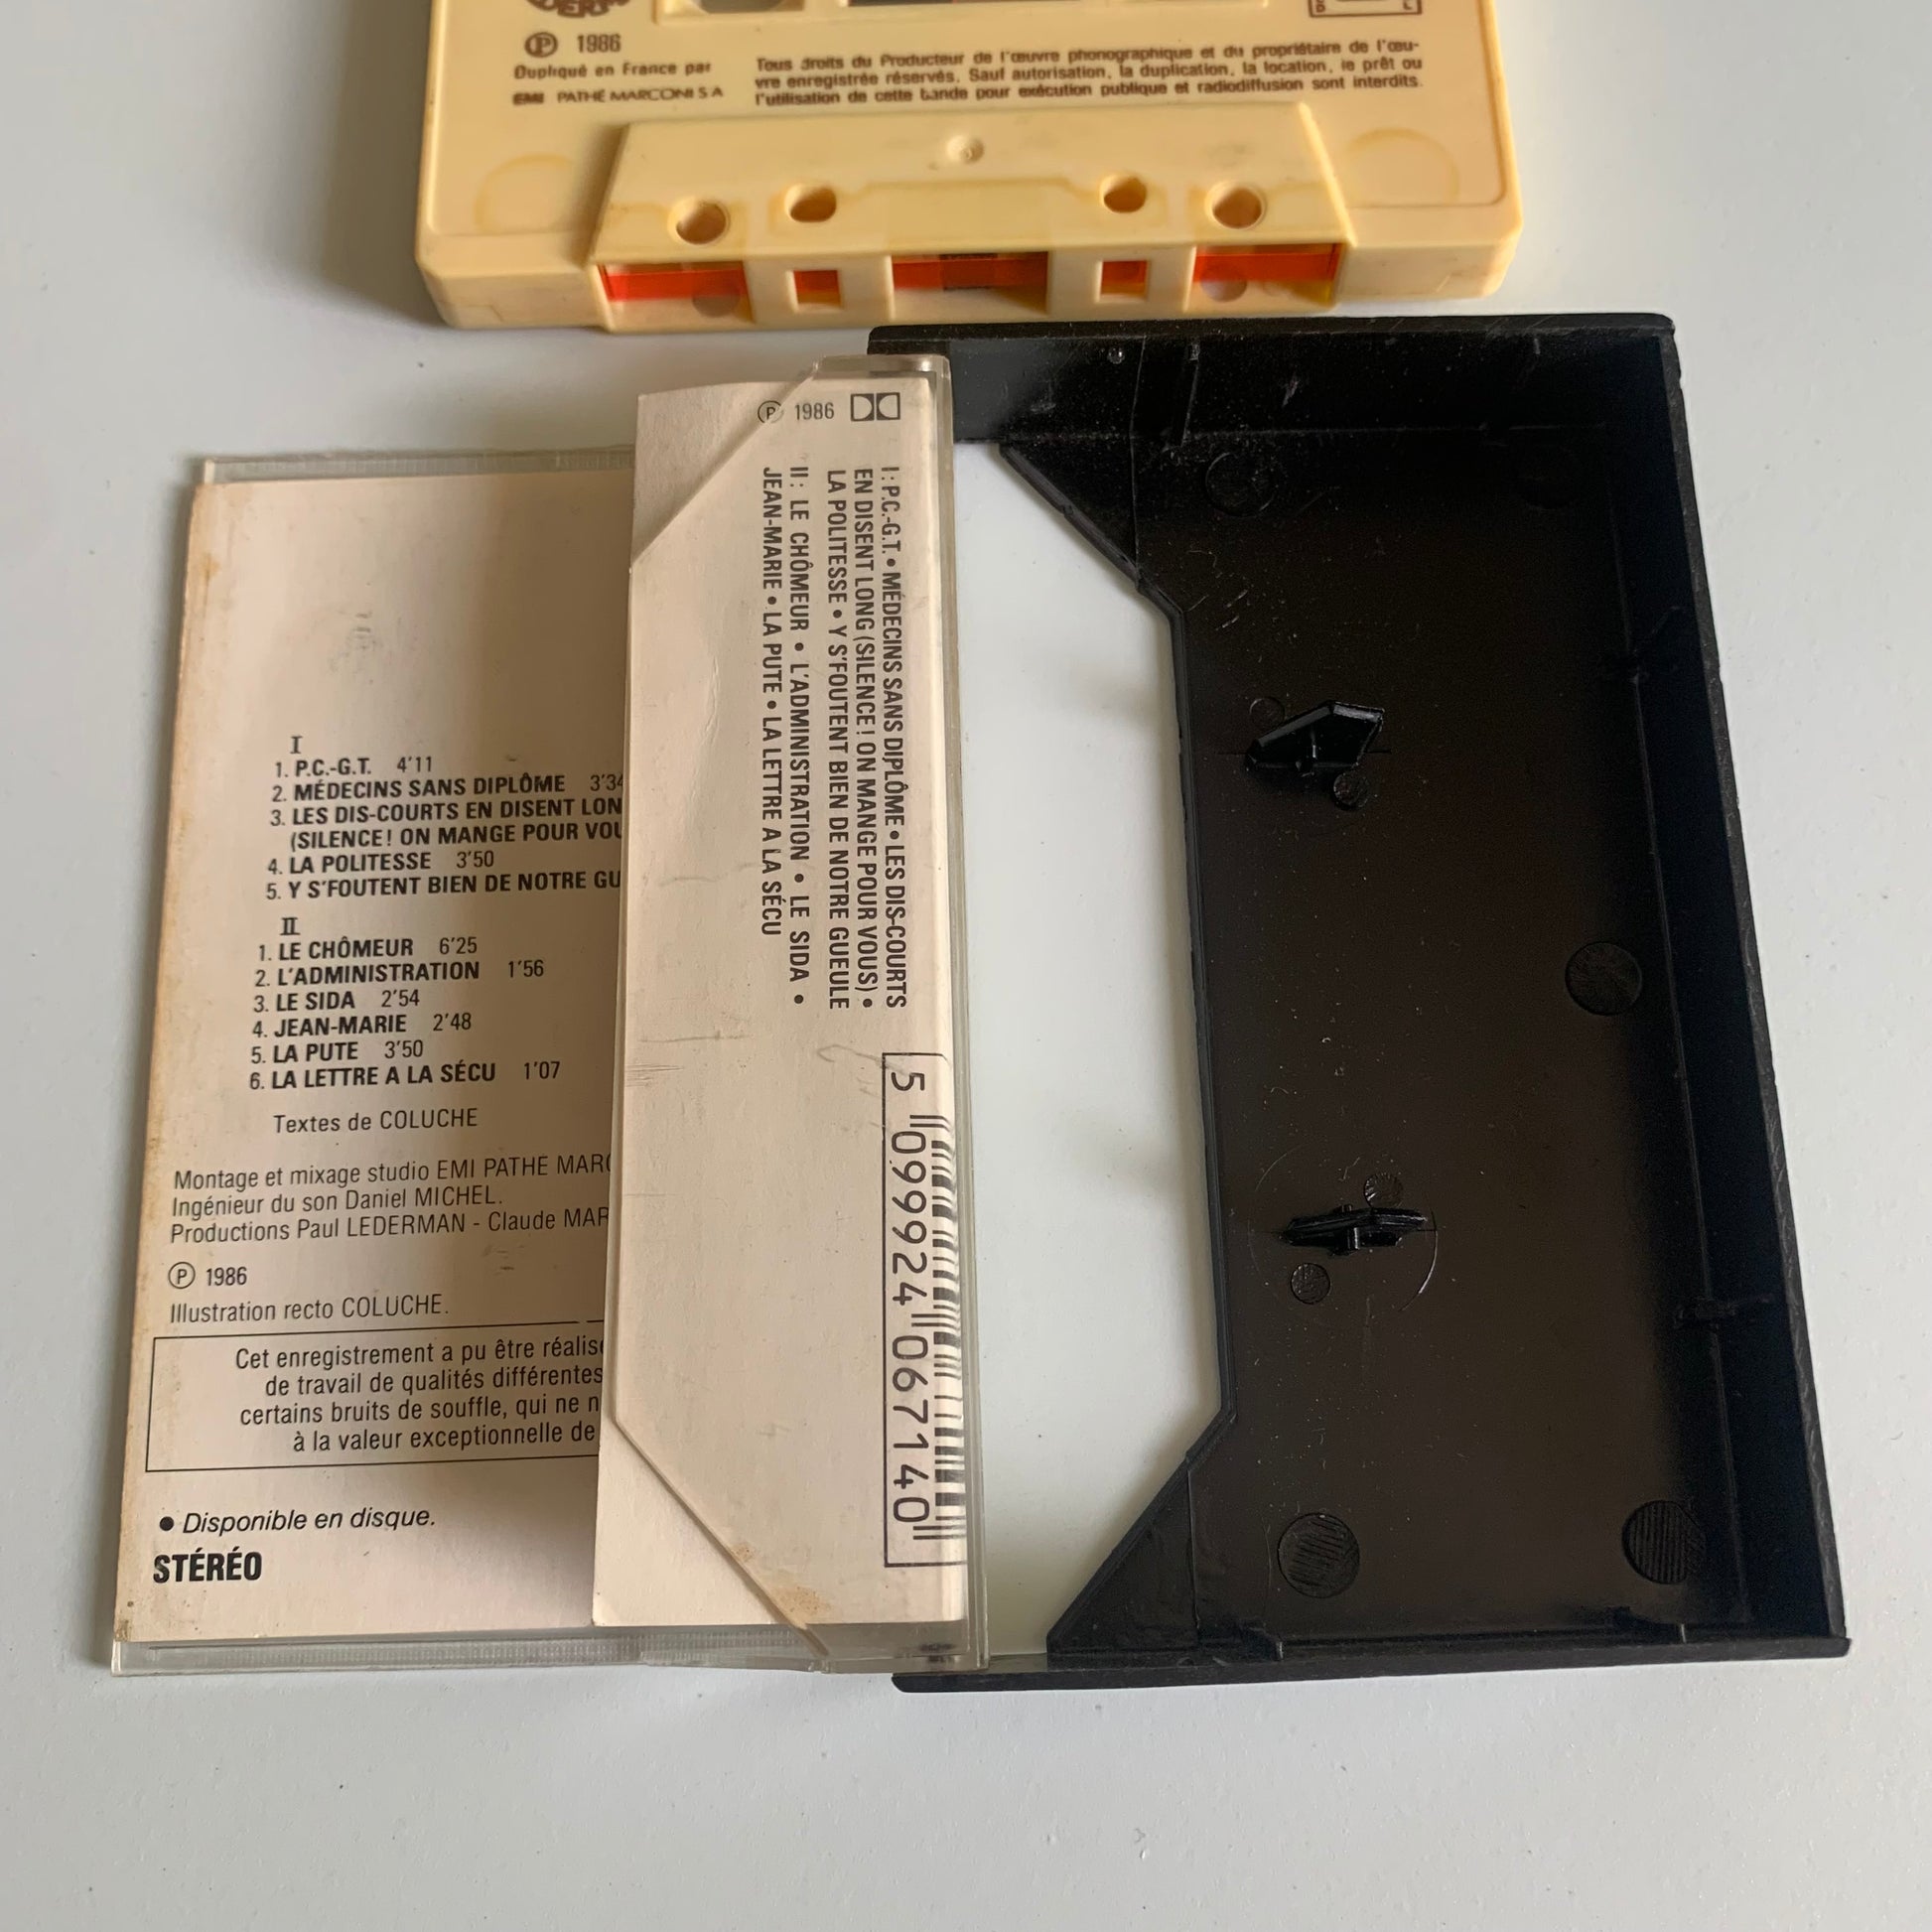 Ⓟ 1986
Dupliqué en France par
EMI PATHÉ MARCONI S A
Tous droits du Producteur de l'œuvre phonographique et du propriétaire de l'œu-
vre enregistrée réservés. Sauf autorisation, la duplication, la location, le prêt ou
l'utilisation de cette bande pour exécution publique et radiodiffusion sont interdits.
Ⓟ 1986
I : P.C.-G.T. • MÉDECINS SANS DIPLÔME • LES DIS-COURTS
EN DISENT LONG (SILENCE ! ON MANGE POUR VOUS) •
LA POLITESSE • Y S'FOUTENT BIEN DE NOTRE GUEULE
II : LE CHÔMEUR • L'ADMINISTRATION • LE SIDA •
JEAN-MARIE • LA PUTE • LA LETTRE A LA SÉCU
5 099924 067140
I
1. P.C.-G.T. 4'11
2. MÉDECINS SANS DIPLÔME 3'34
3. LES DIS-COURTS EN DISENT LON
(SILENCE ! ON MANGE POUR VOU
4. LA POLITESSE 3'50
5. Y S'FOUTENT BIEN DE NOTRE GU
II
1. LE CHÔMEUR 6'25
2. L'ADMINISTRATION 1'56
3. LE SIDA 2'54
4. JEAN-MARIE 2'48
5. LA PUTE 3'50
6. LA LETTRE A LA SÉCU 1'07
Textes de COLUCHE
Montage et mixage studio EMI PATHE MARC
Ingénieur du son Daniel MICHEL.
Productions Paul LEDERMAN - Claude MAR
Ⓟ 1986
Illustration recto COLUCHE.
Cet enregistrement a pu être réalisé
de travail de qualités différentes
certains bruits de souffle, qui ne n
à la valeur exceptionnelle de
• Disponible en disque.
STÉRÉO